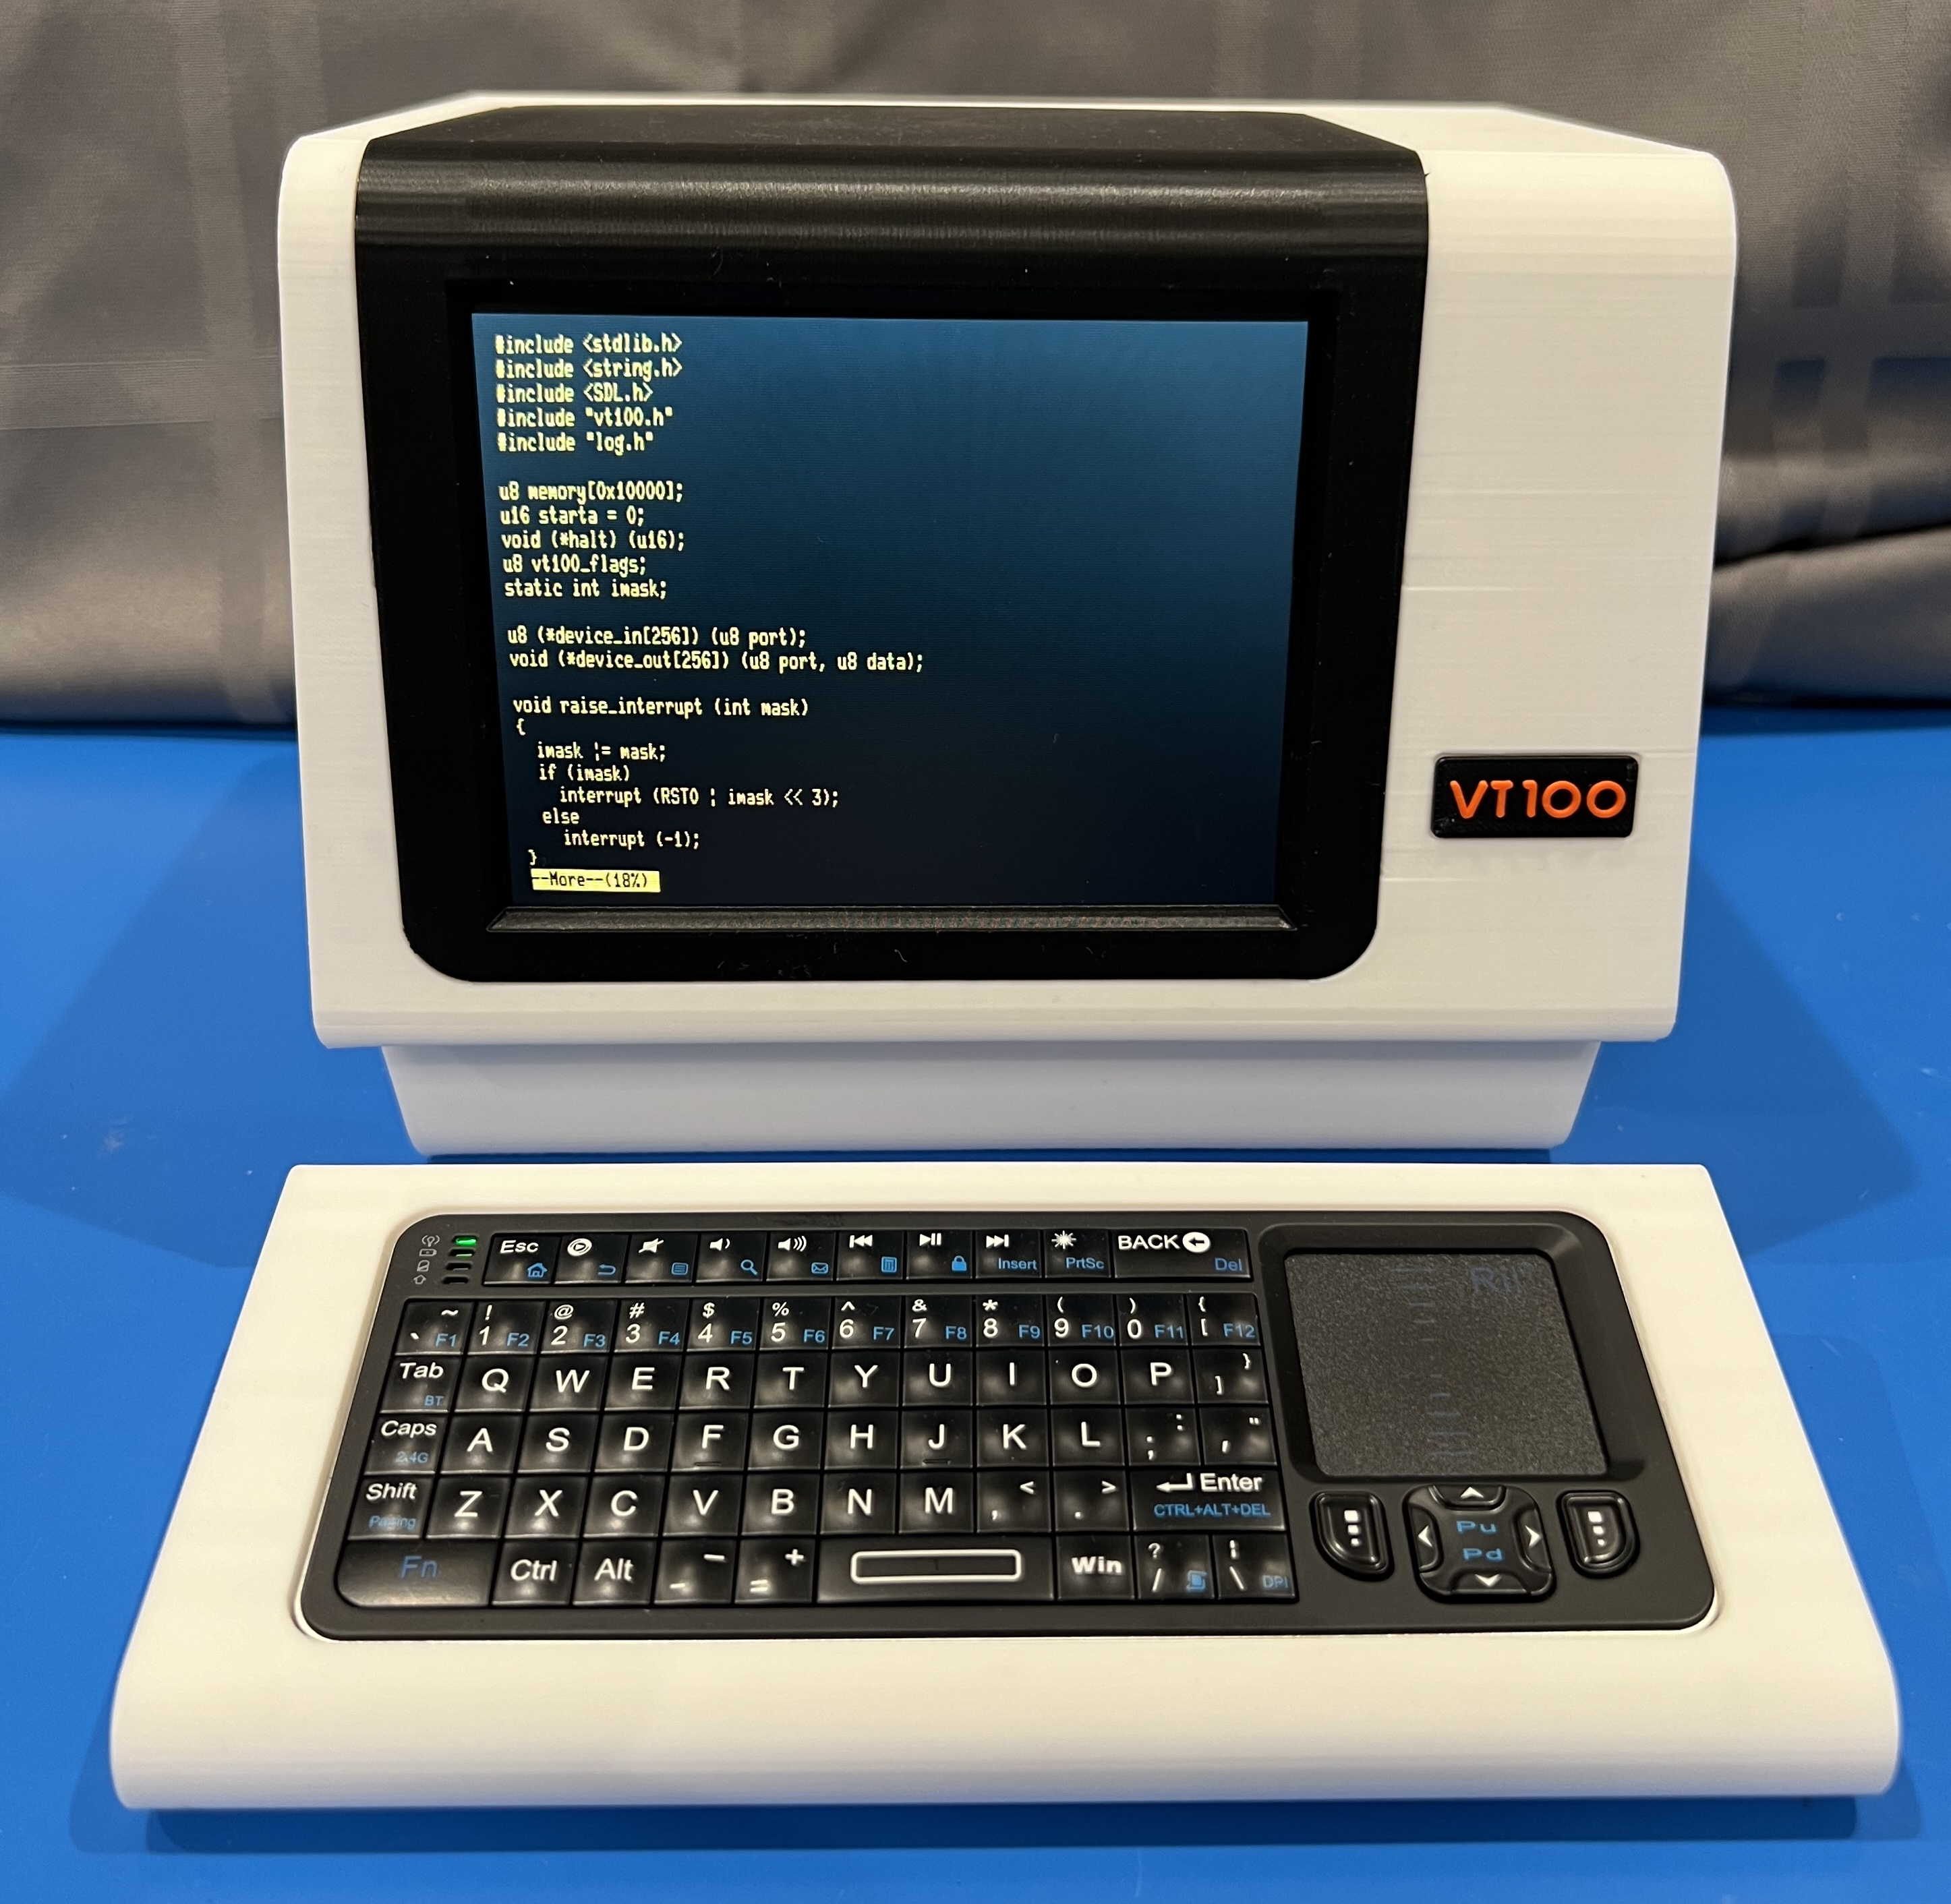 #include <stdlib.h>
#include <string.h>
#include <SDL.h>
#include "vt100.h"
#include "log.h"
u8 memory[0x10000];
u16 starta = 0;
void (*halt) (u16);
u8 vt100_flags;
static int imask;
u8 (*device_in[256]) (u8 port);
void (*device_out[256]) (u8 port, u8 data);
void raise_interrupt (int mask)
{
imask |= mask;
if (imask)
interrupt (RST0 | imask << 3);
else
interrupt (-1);
}
--More--(18%)
VT100
Esc BACK
Insert PrtSc Del
~ ! @ # $ % ^ & * ( ) {
` F1 1 F2 2 F3 3 F4 4 F5 5 F6 6 F7 7 F8 8 F9 9 F10 0 F11 [ F12
Tab Q W E R T Y U I O P ] }
BT
Caps A S D F G H J K L ; : , "
2.4G
Shift Z X C V B N M , < . > Enter
Pairing CTRL+ALT+DEL
Fn Ctrl Alt - _ = + Win ? / | \ DPI
Pu
Pd